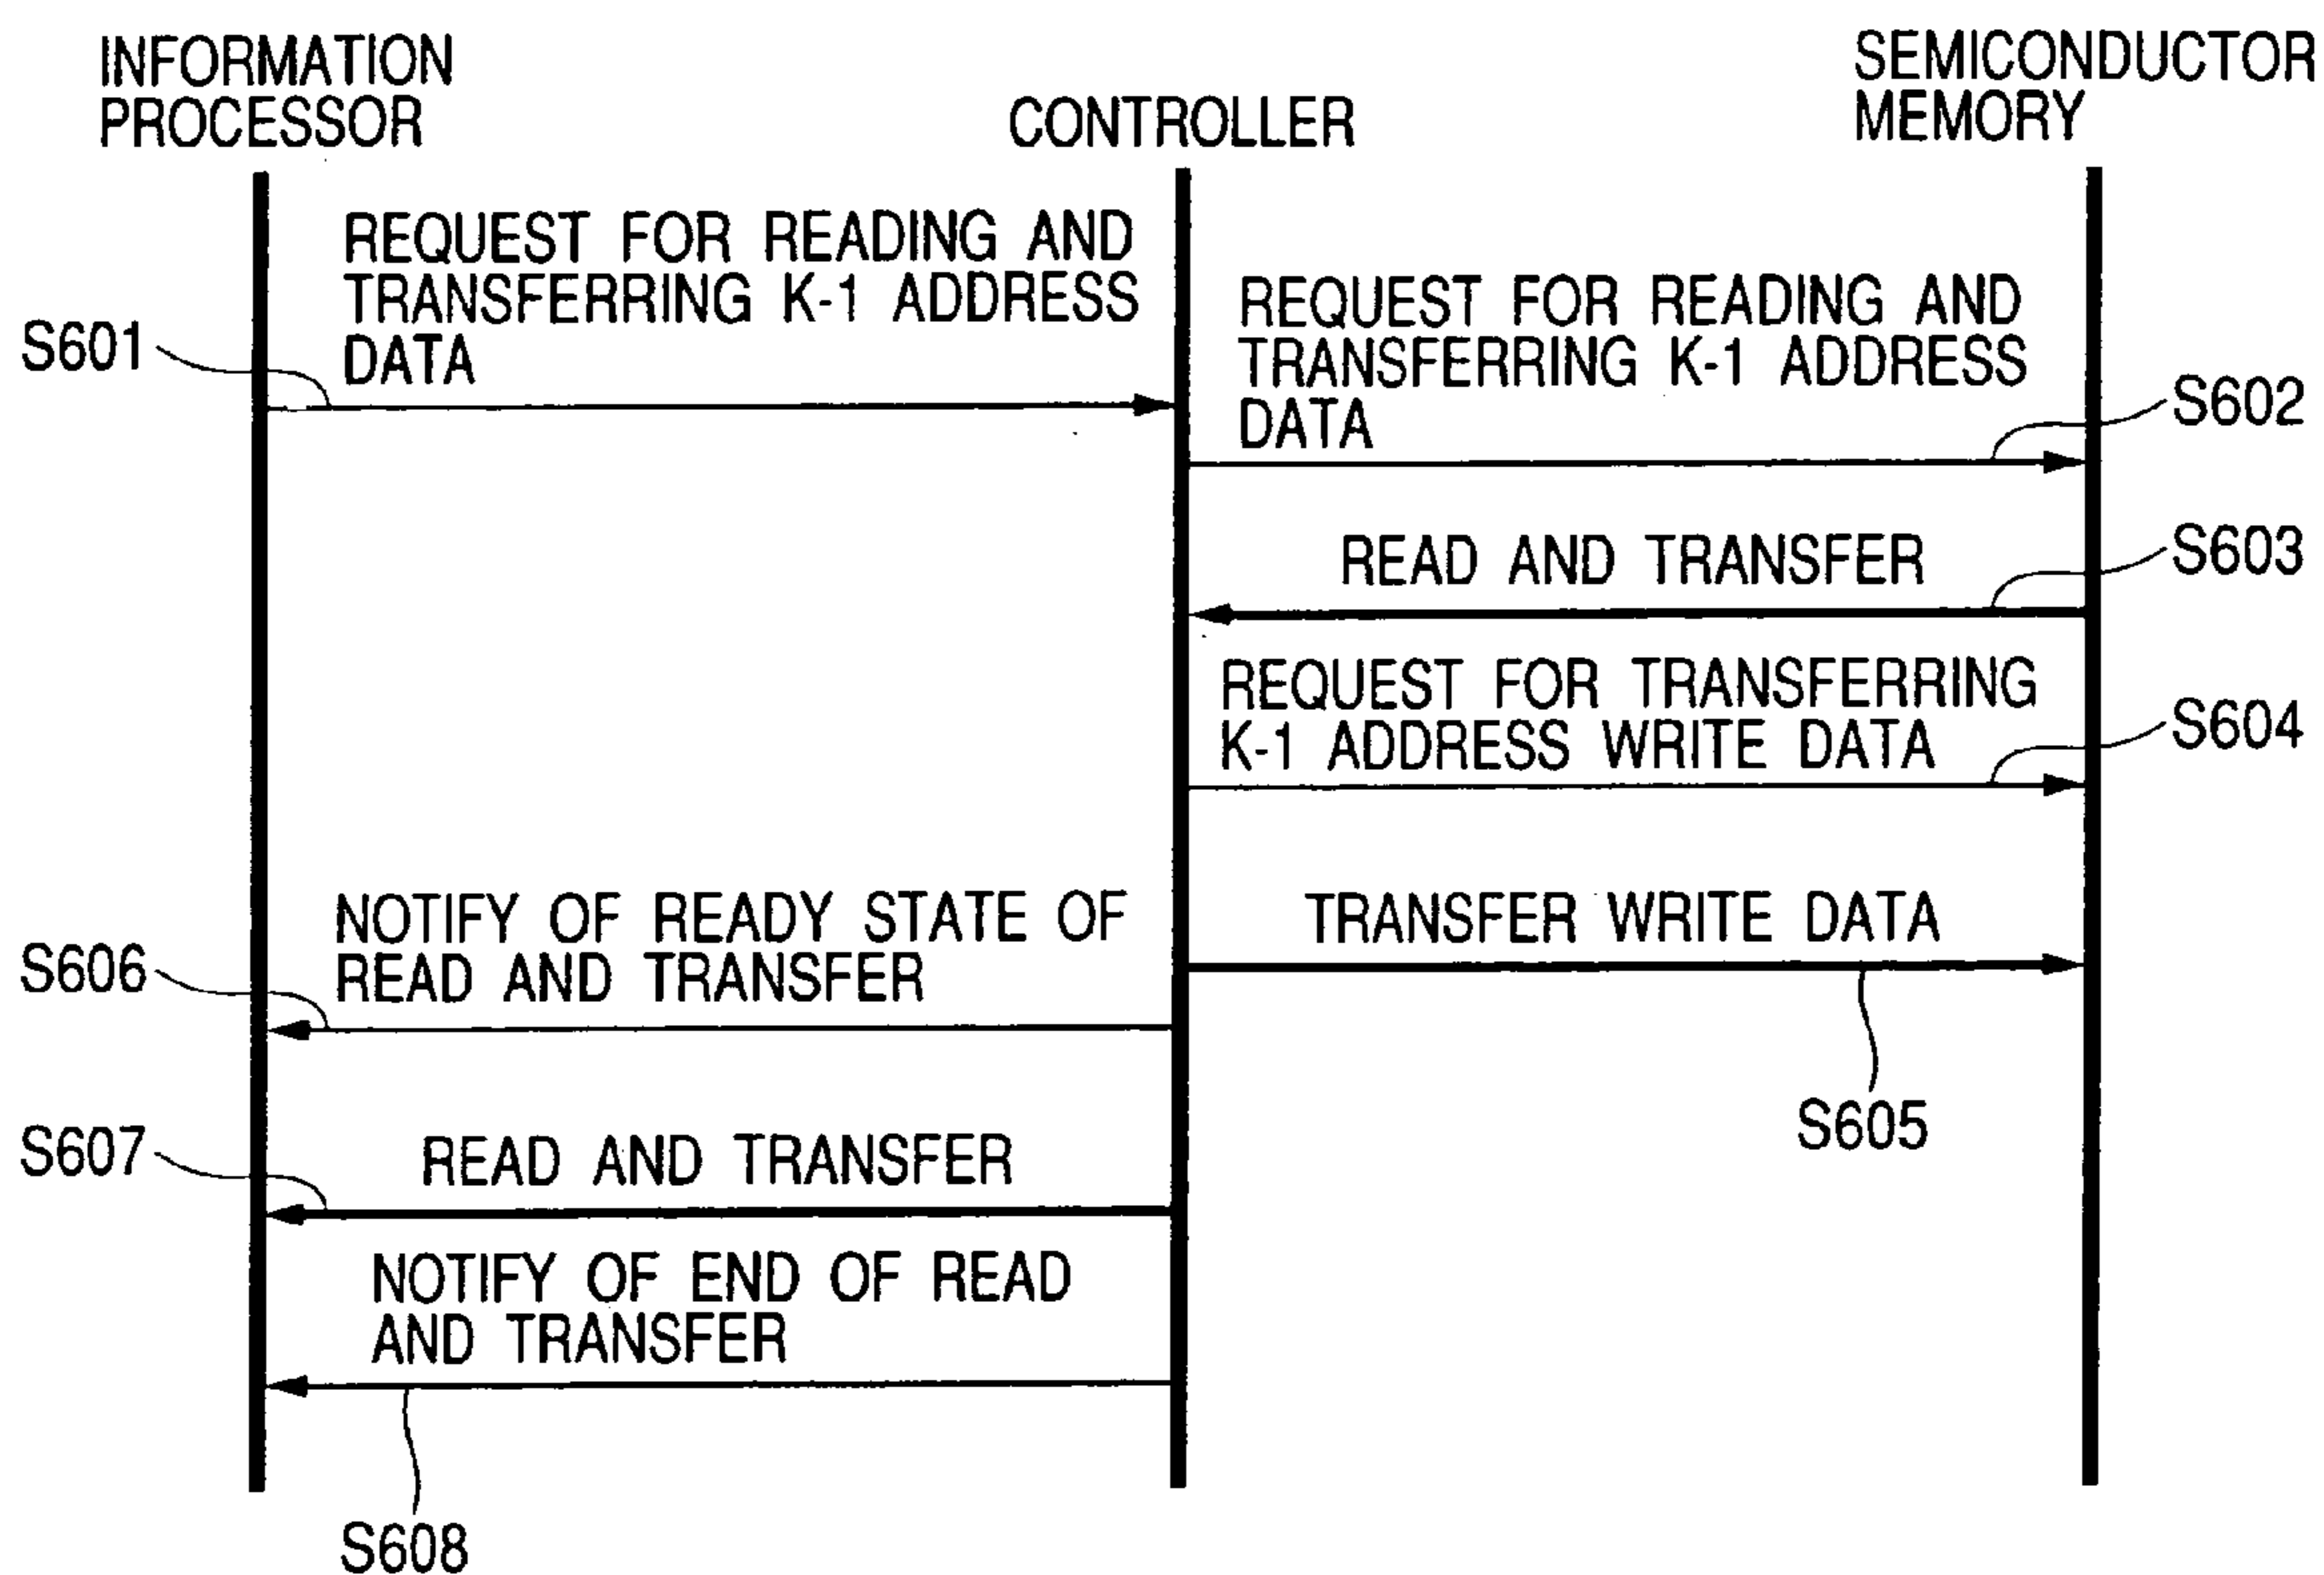 INFORMATION
PROCESSOR
CONTROLLER
SEMICONDUCTOR
MEMORY
REQUEST FOR READING AND
TRANSFERRING K-1 ADDRESS
DATA
S601
REQUEST FOR READING AND
TRANSFERRING K-1 ADDRESS
DATA
S602
READ AND TRANSFER
S603
REQUEST FOR TRANSFERRING
K-1 ADDRESS WRITE DATA
S604
TRANSFER WRITE DATA
S605
NOTIFY OF READY STATE OF
READ AND TRANSFER
S606
READ AND TRANSFER
S607
NOTIFY OF END OF READ
AND TRANSFER
S608